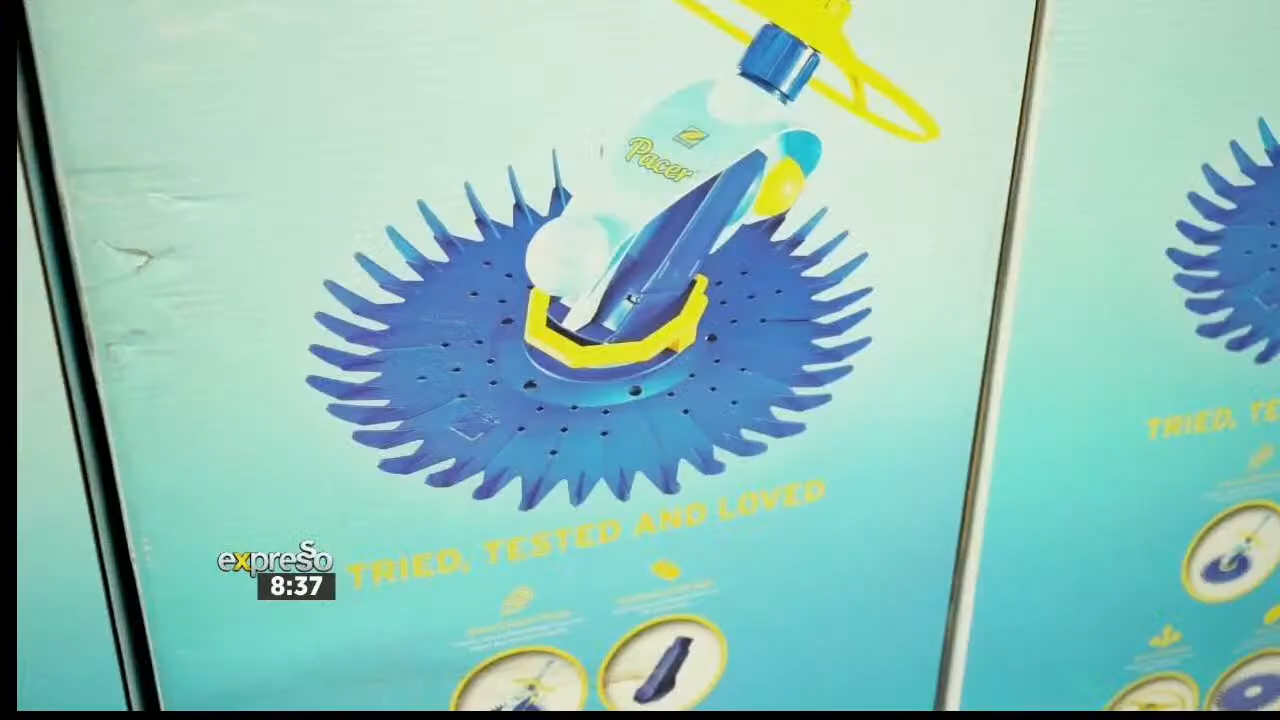 Pacer
TRIED, TESTED AND LOVED
TRIED, TE
expresso
8:37